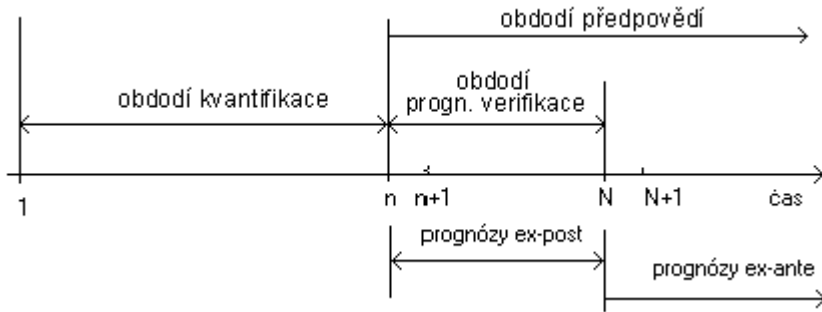 obdodí předpovědí
obdodí
obdodí kvantifikace
progn. verifikace
1
n
n+1
N
N+1
čas
prognózy ex-post
prognózy ex-ante